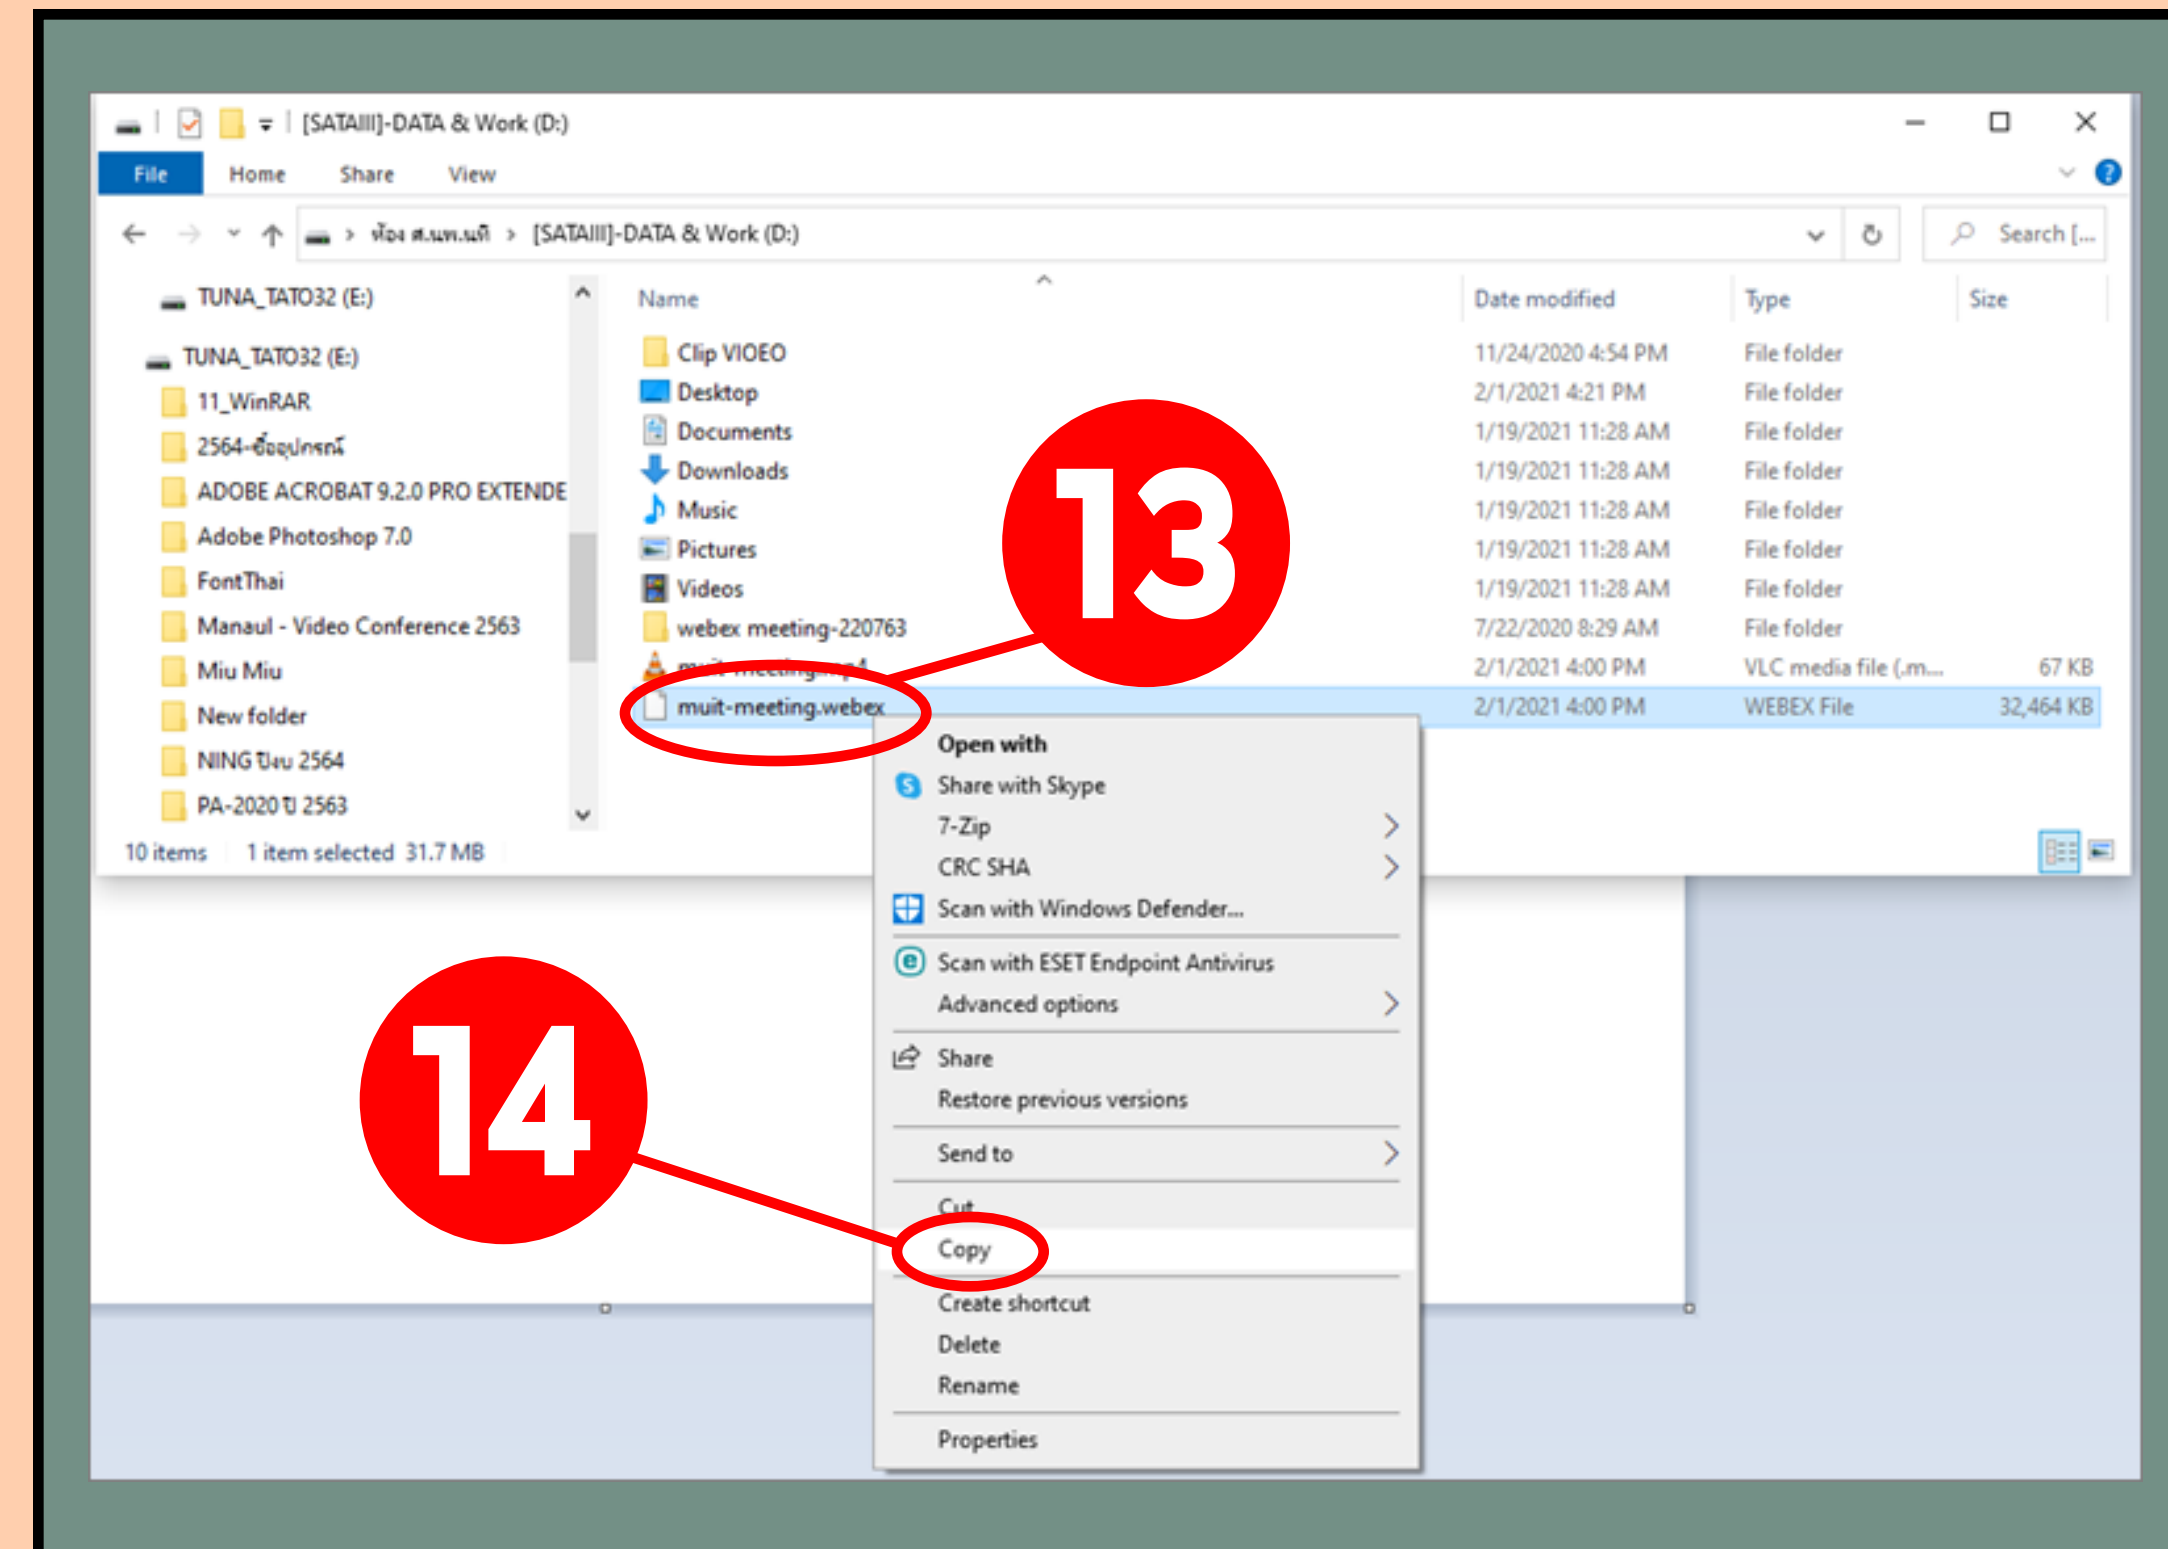 [SATAIII]-DATA & Work (D:)
File Home Share View
ห้อง ศ.นพ.นที > [SATAIII]-DATA & Work (D:)
Search [...
TUNA_TATO32 (E:)
TUNA_TATO32 (E:)
11_WinRAR
2564-ซื้ออุปกรณ์
ADOBE ACROBAT 9.2.0 PRO EXTENDE
Adobe Photoshop 7.0
FontThai
Manaul - Video Conference 2563
Miu Miu
New folder
NING ปีงบ 2564
PA-2020 ปี 2563
Name Date modified Type Size
Clip VIOEO 11/24/2020 4:54 PM File folder
Desktop 2/1/2021 4:21 PM File folder
Documents 1/19/2021 11:28 AM File folder
Downloads 1/19/2021 11:28 AM File folder
Music 1/19/2021 11:28 AM File folder
Pictures 1/19/2021 11:28 AM File folder
Videos 1/19/2021 11:28 AM File folder
webex meeting-220763 7/22/2020 8:29 AM File folder
muit-meeting.mp4 2/1/2021 4:00 PM VLC media file (.m... 67 KB
muit-meeting.webex 2/1/2021 4:00 PM WEBEX File 32,464 KB
10 items 1 item selected 31.7 MB
13
Open with
Share with Skype
7-Zip
CRC SHA
Scan with Windows Defender...
Scan with ESET Endpoint Antivirus
Advanced options
Share
Restore previous versions
Send to
Cut
Copy
Create shortcut
Delete
Rename
Properties
14